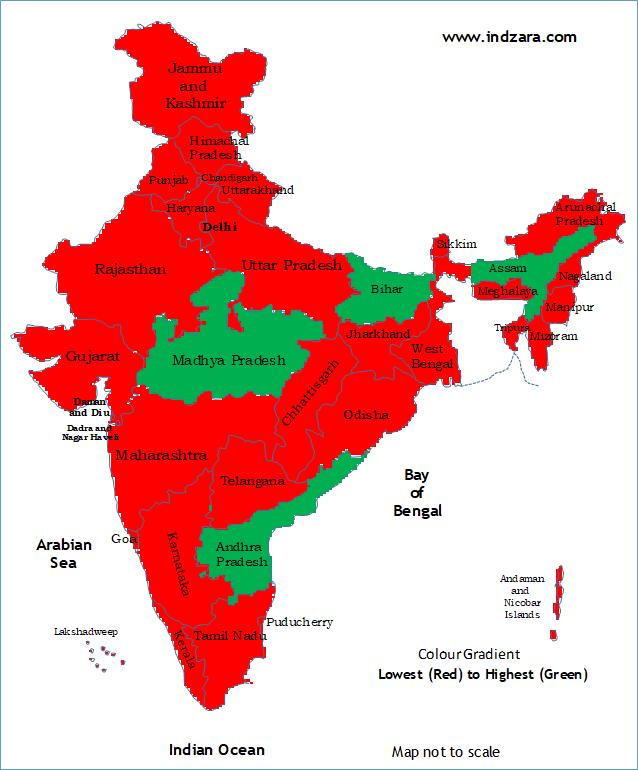 www.indzara.com
Jammu
and
Kashmir
Himachal
Pradesh
Chandigarh
Punjab
Uttarakhand
Haryana
Delhi
Arunachal
Pradesh
Sikkim
Rajasthan
Uttar Pradesh
Assam
Nagaland
Bihar
Meghalaya
Manipur
Tripura
Mizoram
Jharkhand
Gujarat
Madhya Pradesh
West
Bengal
Chhattisgarh
Daman
and Diu
Odisha
Dadra and
Nagar Haveli
Maharashtra
Telangana
Bay
of
Bengal
Goa
Karnataka
Arabian
Sea
Andhra
Pradesh
Andaman
and
Nicobar
Islands
Puducherry
Lakshadweep
Kerala
Tamil Nadu
Colour Gradient
Lowest (Red) to Highest (Green)
Indian Ocean
Map not to scale